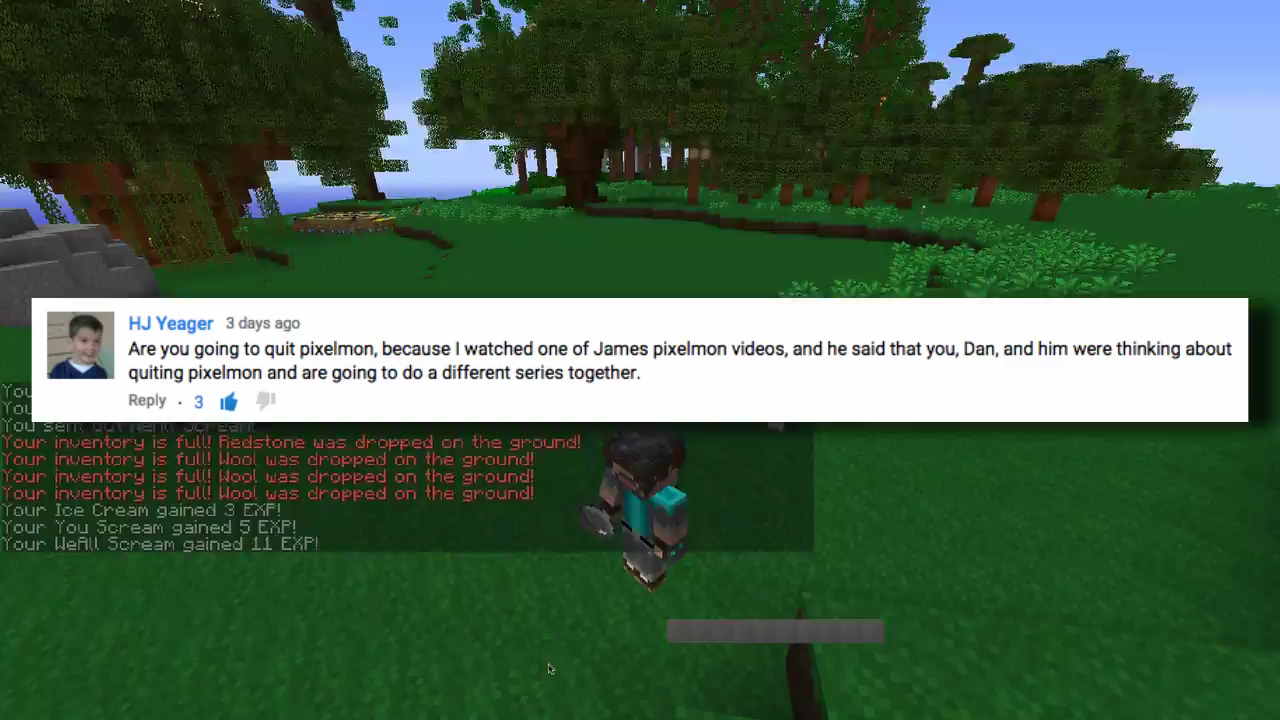 HJ Yeager 3 days ago
Are you going to quit pixelmon, because I watched one of James pixelmon videos, and he said that you, Dan, and him were thinking about
quiting pixelmon and are going to do a different series together.
Reply · 3
You
You
You sent out
Your inventory is full! Redstone was dropped on the ground!
Your inventory is full! Wool was dropped on the ground!
Your inventory is full! Wool was dropped on the ground!
Your inventory is full! Wool was dropped on the ground!
Your Ice Cream gained 3 EXP!
Your You Scream gained 5 EXP!
Your WeAll Scream gained 11 EXP!